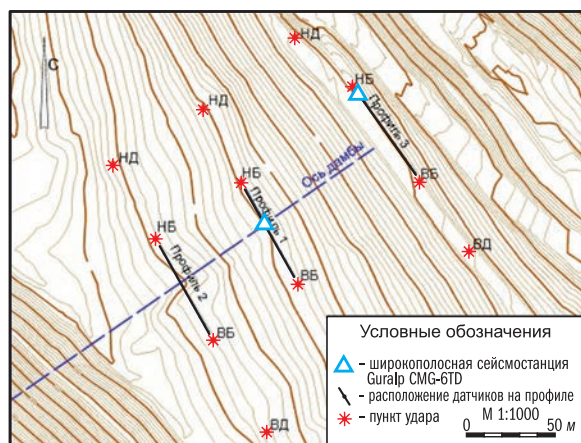 НД
С
НБ
НД
Профиль 3
НД
Ось дамбы
НБ
ВБ
Профиль 1
НБ
ВД
Профиль 2
ВБ
ВБ
ВД
Условные обозначения
– широкополосная сейсмостанция
Guralp CMG-6TD
– расположение датчиков на профиле
– пункт удара
М 1:1000
0 50 м